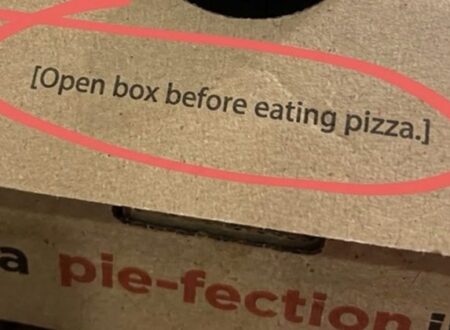 [Open box before eating pizza.]
a pie-fection